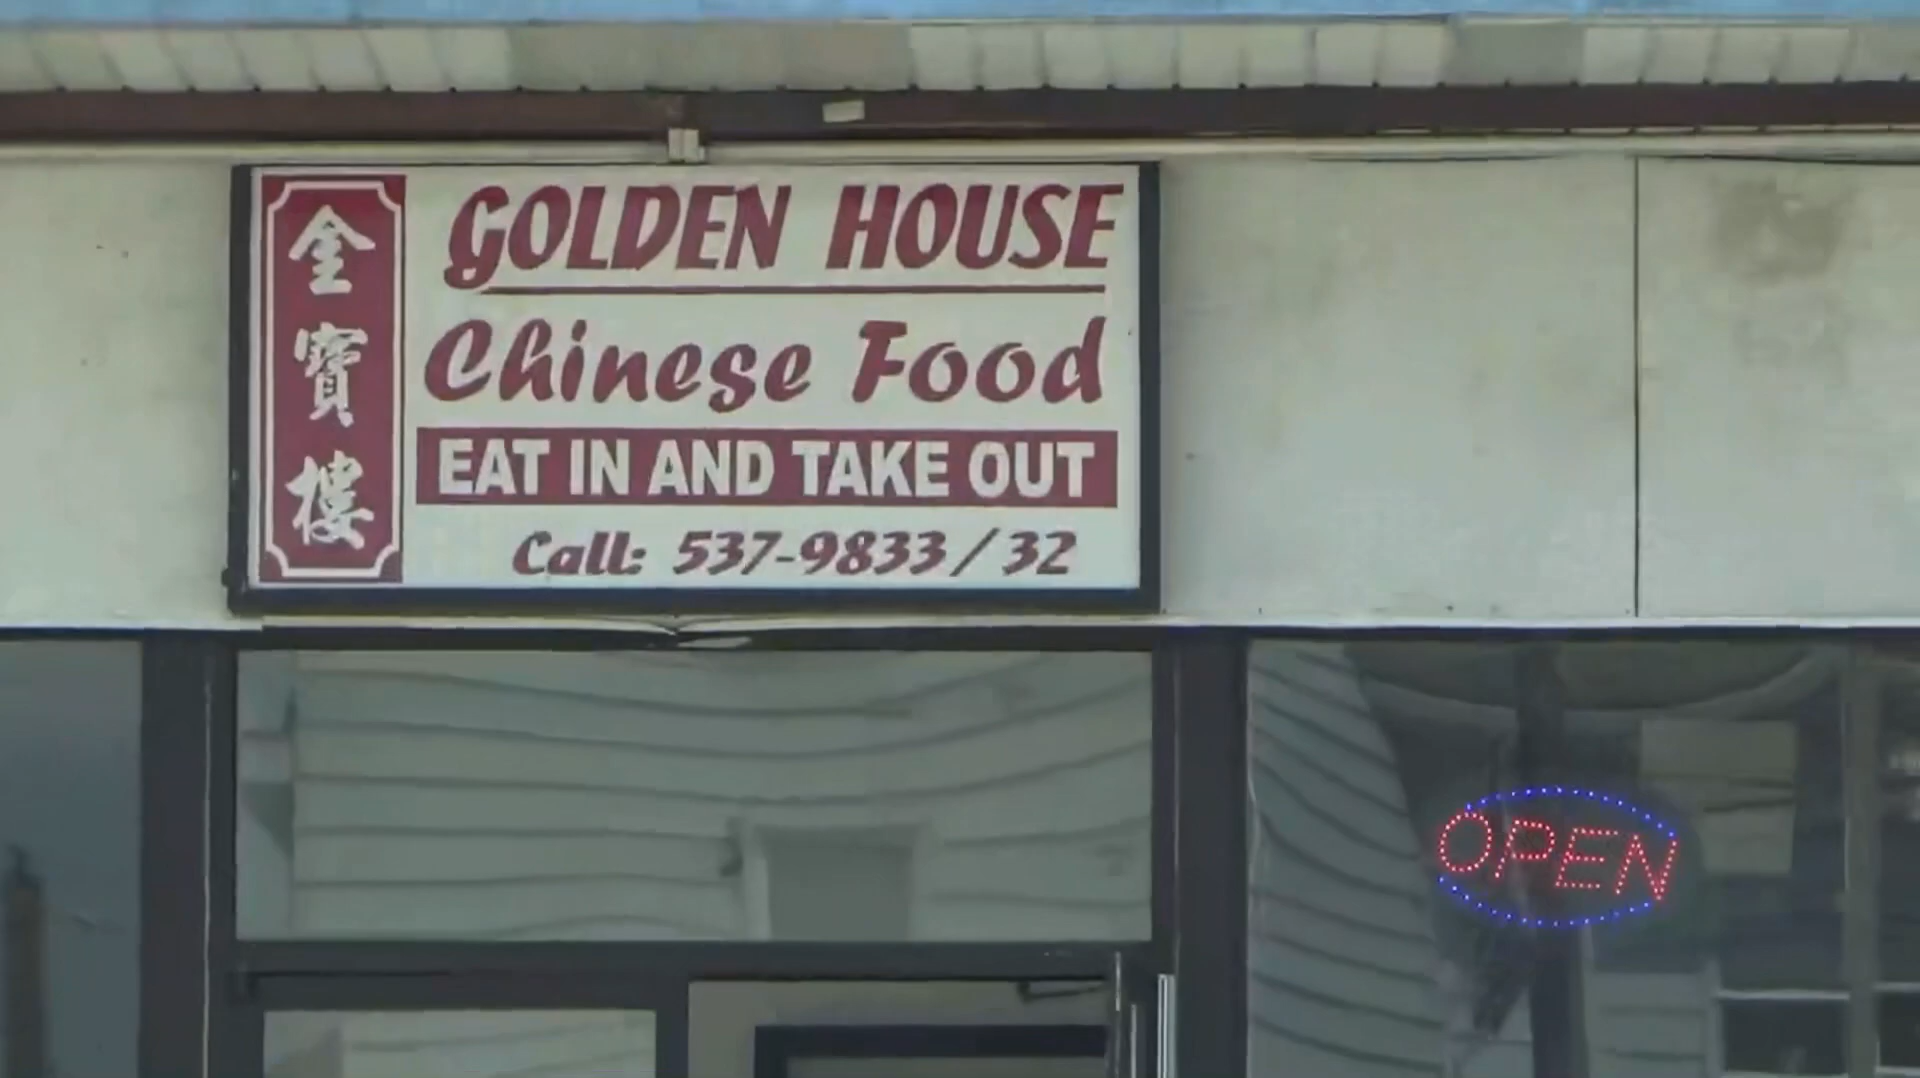 金寶樓
GOLDEN HOUSE
Chinese Food
EAT IN AND TAKE OUT
Call: 537-9833/32
OPEN